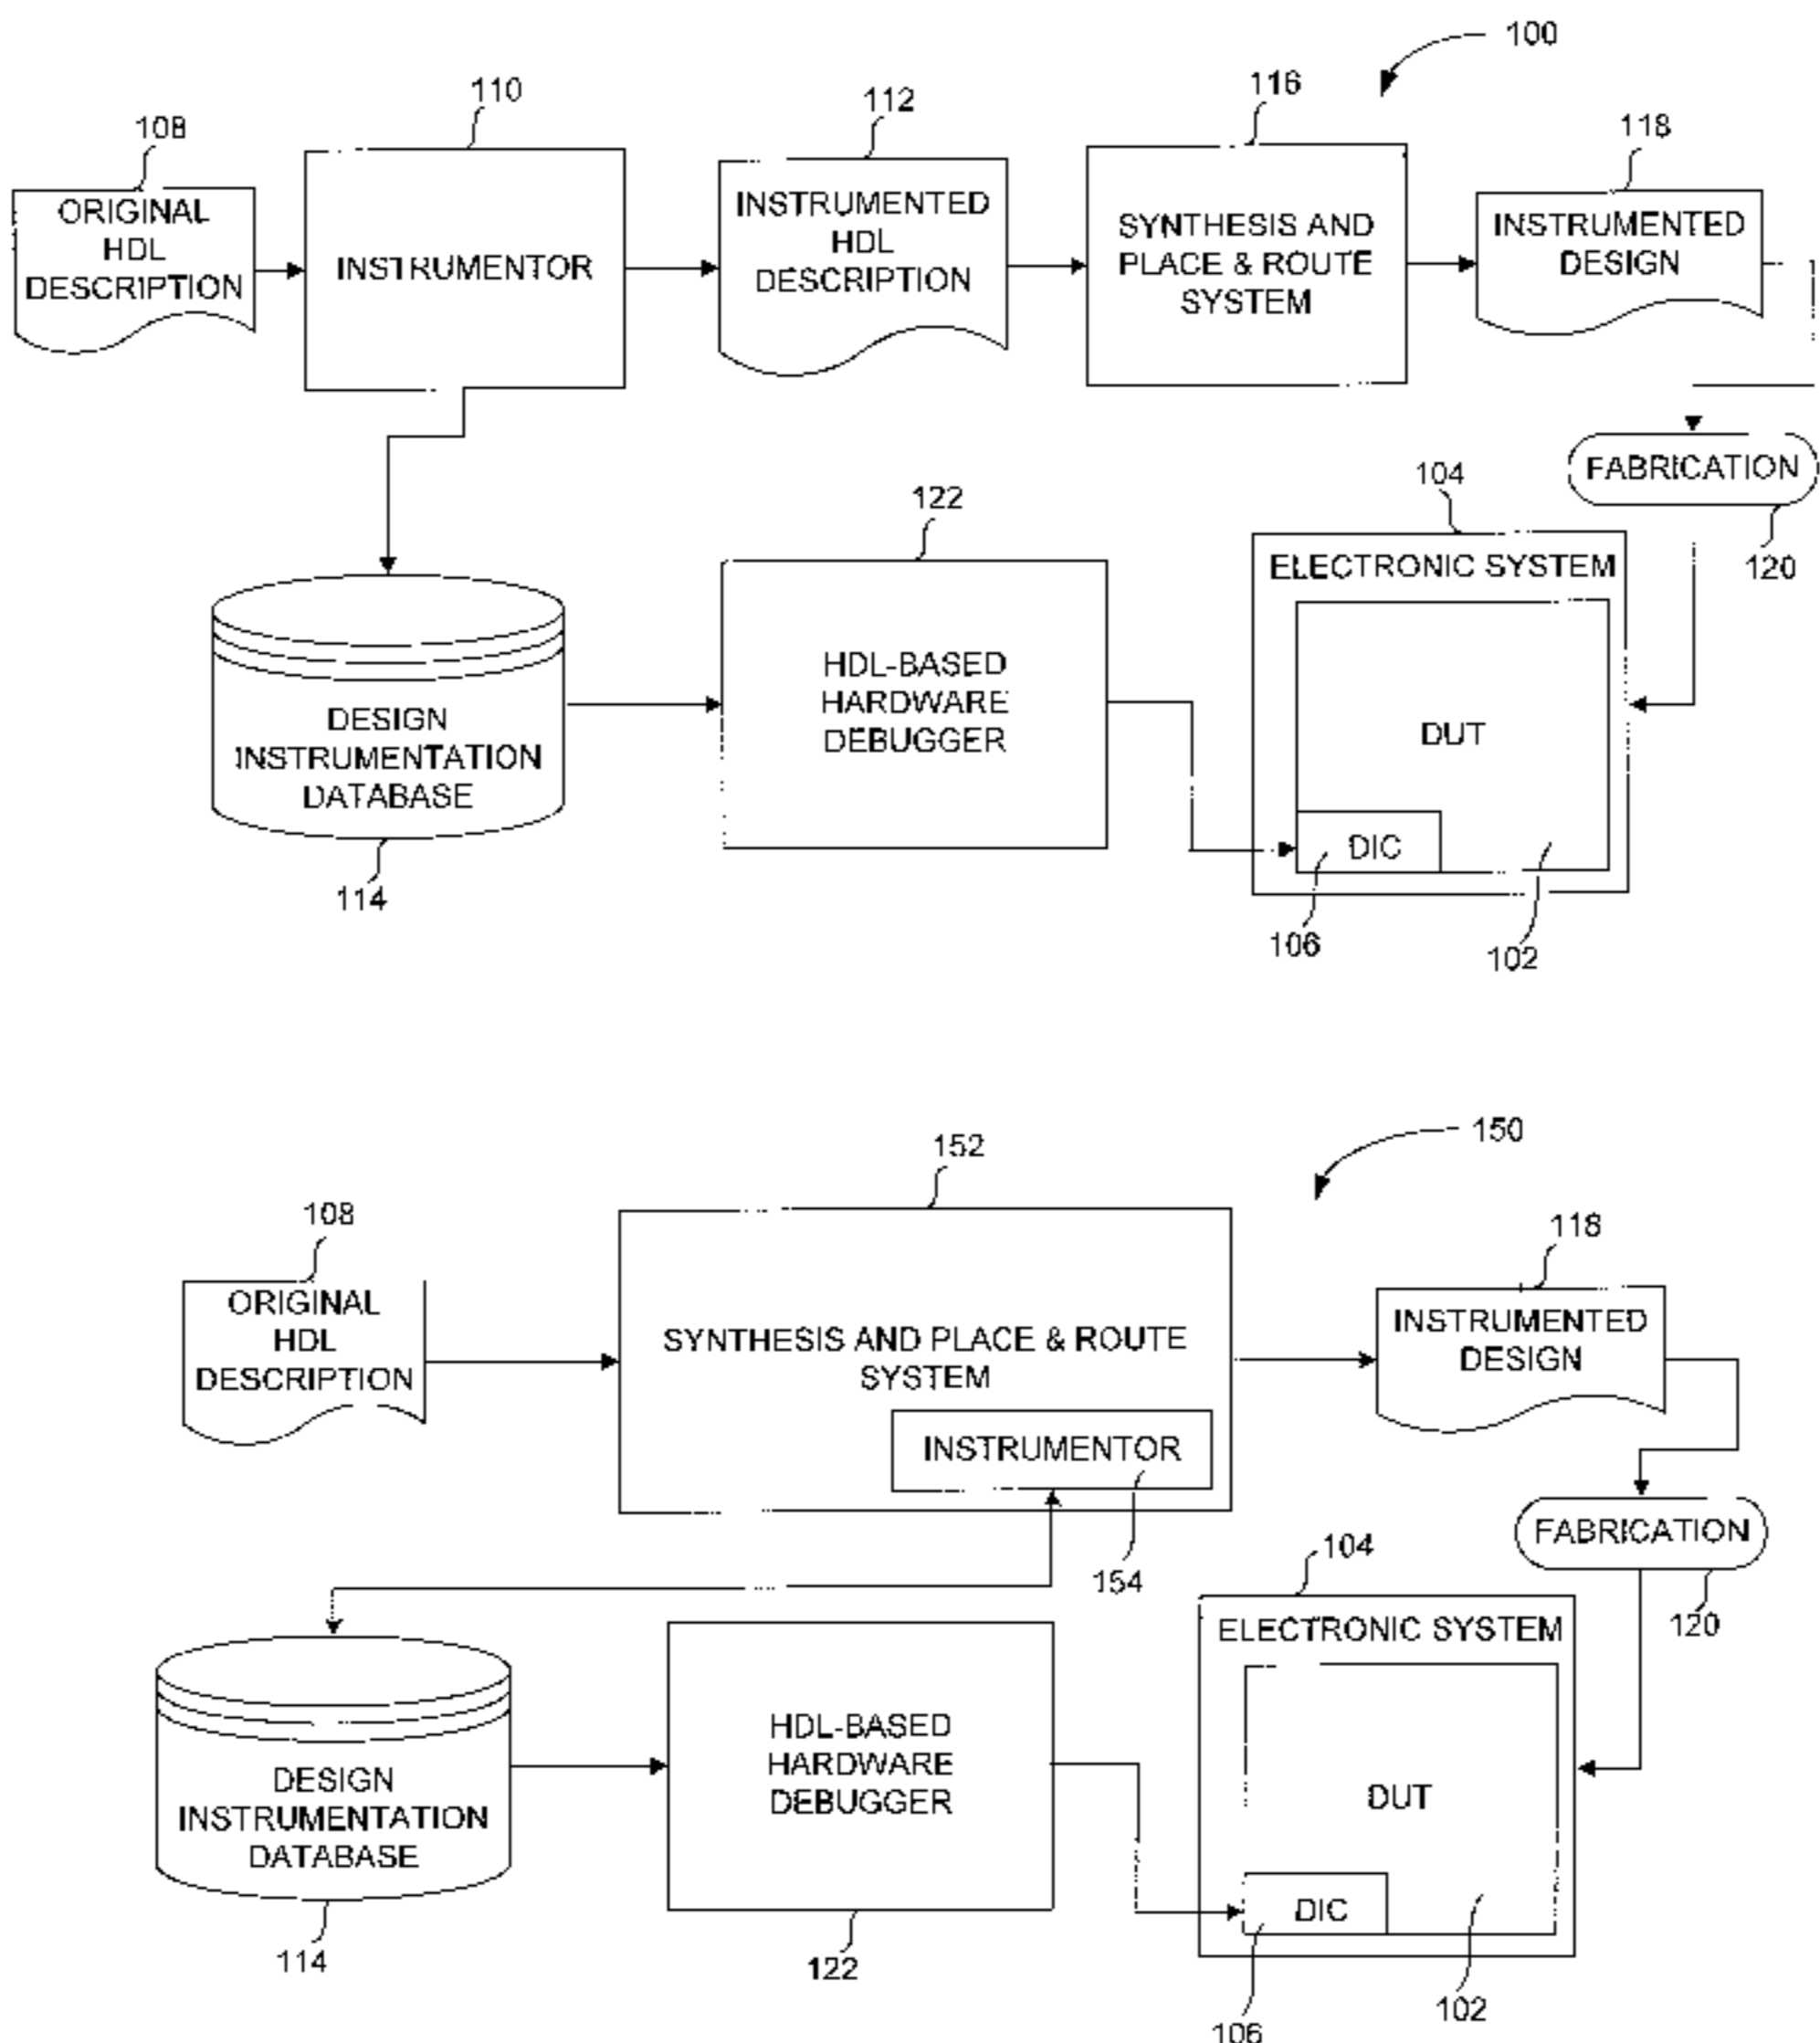 100
110
112
116
108
118
ORIGINAL
HDL
DESCRIPTION
INSTRUMENTOR
INSTRUMENTED
HDL
DESCRIPTION
SYNTHESIS AND
PLACE & ROUTE
SYSTEM
INSTRUMENTED
DESIGN
FABRICATION
120
122
104
ELECTRONIC SYSTEM
DESIGN
INSTRUMENTATION
DATABASE
114
HDL-BASED
HARDWARE
DEBUGGER
DUT
DIC
106
102
150
152
108
118
ORIGINAL
HDL
DESCRIPTION
SYNTHESIS AND PLACE & ROUTE
SYSTEM
INSTRUMENTOR
154
INSTRUMENTED
DESIGN
FABRICATION
120
104
ELECTRONIC SYSTEM
DESIGN
INSTRUMENTATION
DATABASE
114
HDL-BASED
HARDWARE
DEBUGGER
122
DUT
DIC
102
106